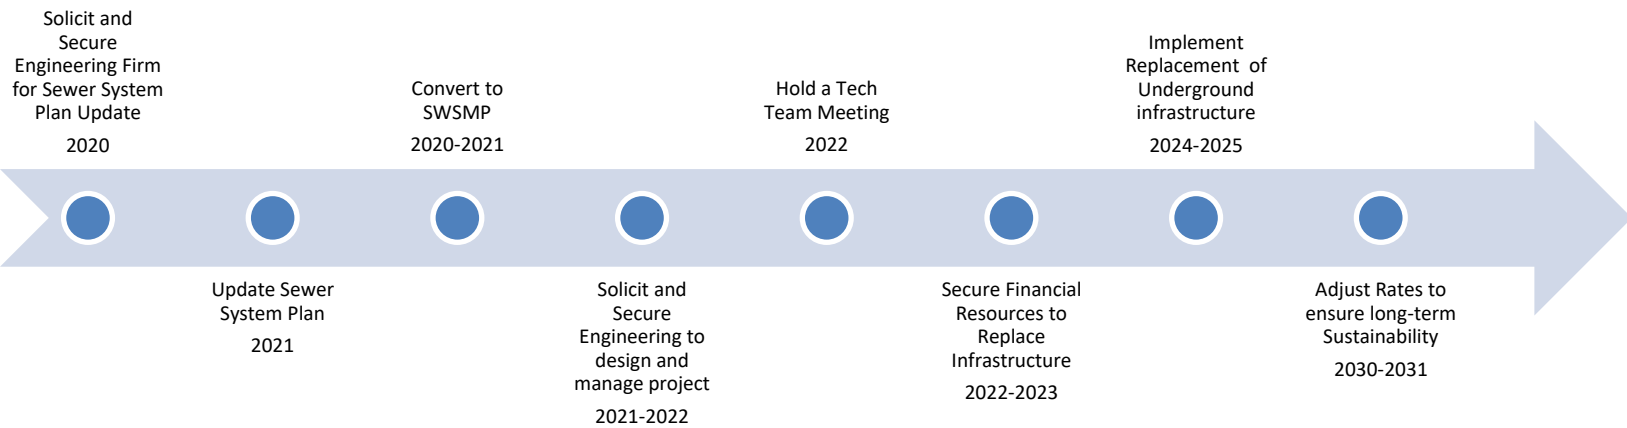 Solicit and
Secure
Engineering Firm
for Sewer System
Plan Update
2020
Update Sewer
System Plan
2021
Convert to
SWSMP
2020-2021
Solicit and
Secure
Engineering to
design and
manage project
2021-2022
Hold a Tech
Team Meeting
2022
Secure Financial
Resources to
Replace
Infrastructure
2022-2023
Implement
Replacement of
Underground
infrastructure
2024-2025
Adjust Rates to
ensure long-term
Sustainability
2030-2031